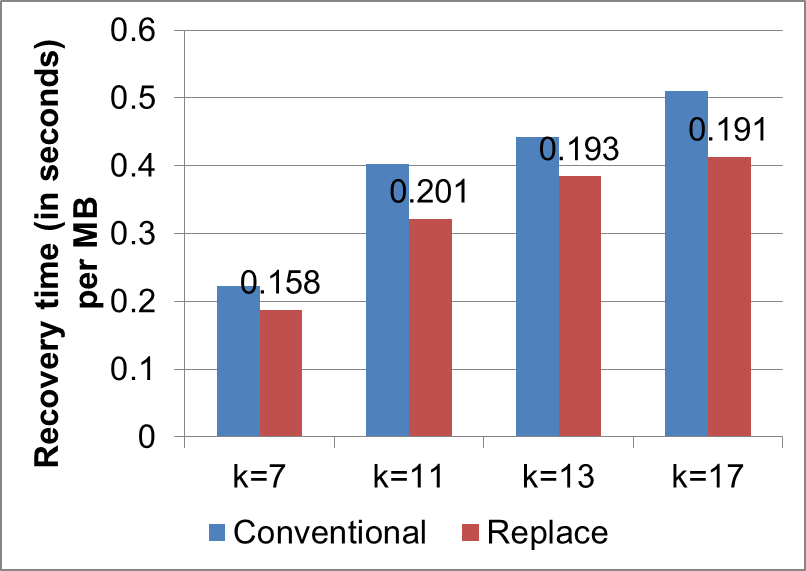 Recovery time (in seconds)
per MB
0.6
0.5
0.4
0.3
0.2
0.1
0
0.158
0.201
0.193
0.191
k=7
k=11
k=13
k=17
Conventional
Replace